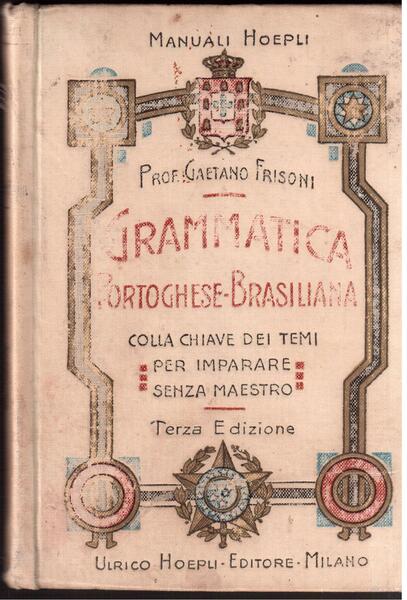 MANUALI HOEPLI
PROF. GAETANO FRISONI
GRAMMATICA
PORTOGHESE-BRASILIANA
COLLA CHIAVE DEI TEMI
PER IMPARARE
SENZA MAESTRO
Terza Edizione
ULRICO HOEPLI-EDITORE-MILANO